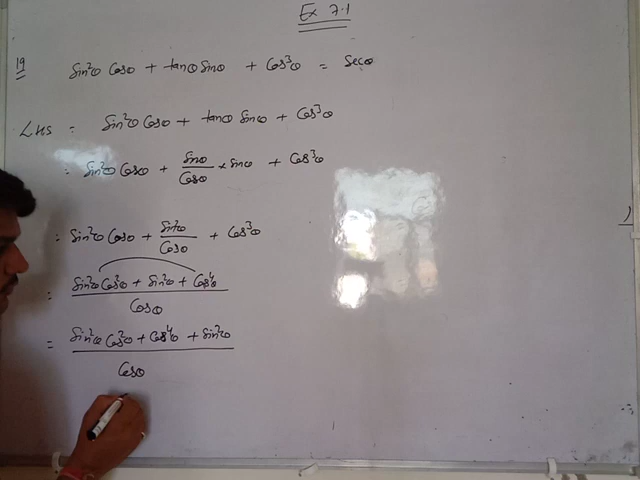 Ex 7.1
19 Sin²θ Cosθ + tanθ Sinθ + Cos³θ = Secθ
LHS = Sin²θ Cosθ + tanθ Sinθ + Cos³θ
= Sin²θ Cosθ + Sinθ/Cosθ × Sinθ + Cos³θ
= Sin²θ Cosθ + Sin²θ/Cosθ + Cos³θ
= Sin²θ Cos²θ + Sin²θ + Cos⁴θ / Cosθ
= Sin²θ Cos²θ + Cos⁴θ + Sin²θ / Cosθ